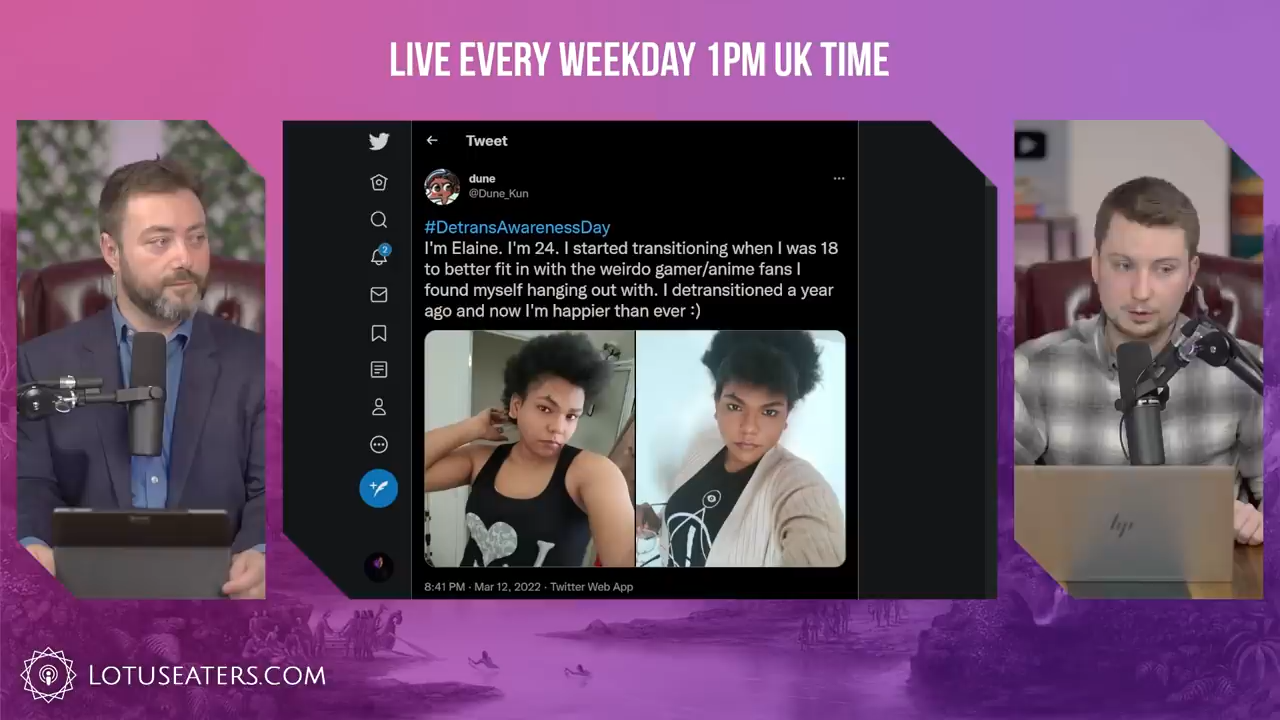 LIVE EVERY WEEKDAY 1PM UK TIME
Tweet
dune
@Dune_Kun
2
#DetransAwarenessDay
I'm Elaine. I'm 24. I started transitioning when I was 18
to better fit in with the weirdo gamer/anime fans I
found myself hanging out with. I detransitioned a year
ago and now I'm happier than ever :)
8:41 PM · Mar 12, 2022 · Twitter Web App
hp
LOTUSEATERS.COM